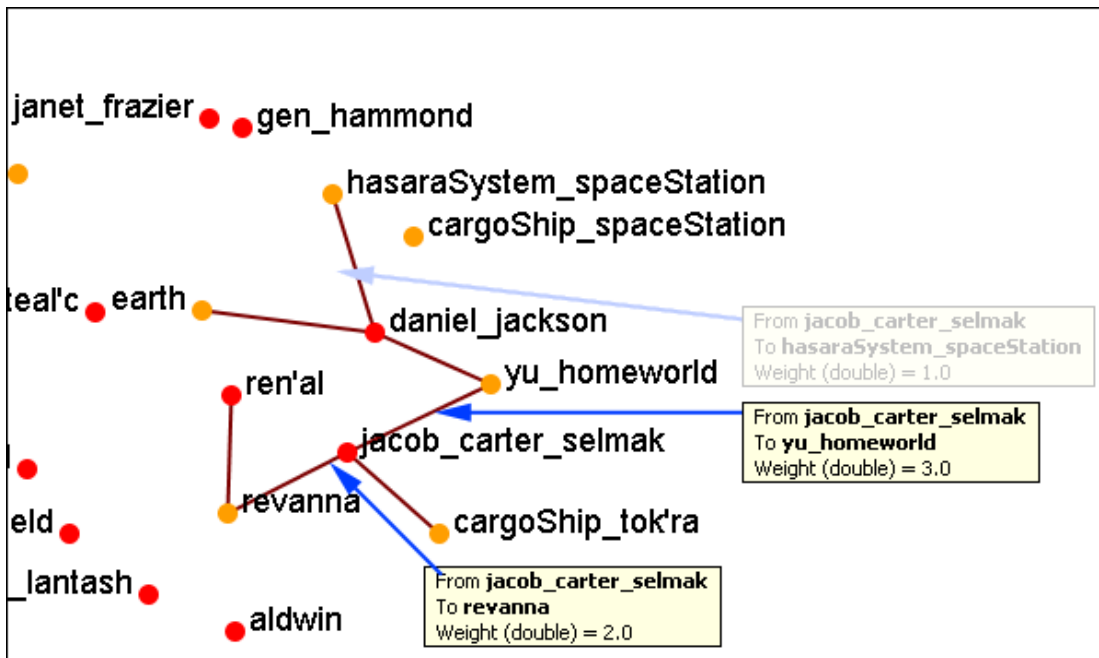 janet_frazier
gen_hammond
hasaraSystem_spaceStation
cargoShip_spaceStation
teal'c
earth
daniel_jackson
From jacob_carter_selmak
To hasaraSystem_spaceStation
Weight (double) = 1.0
yu_homeworld
ren'al
From jacob_carter_selmak
To yu_homeworld
Weight (double) = 3.0
jacob_carter_selmak
revanna
eld
cargoShip_tok'ra
_lantash
From jacob_carter_selmak
To revanna
Weight (double) = 2.0
aldwin